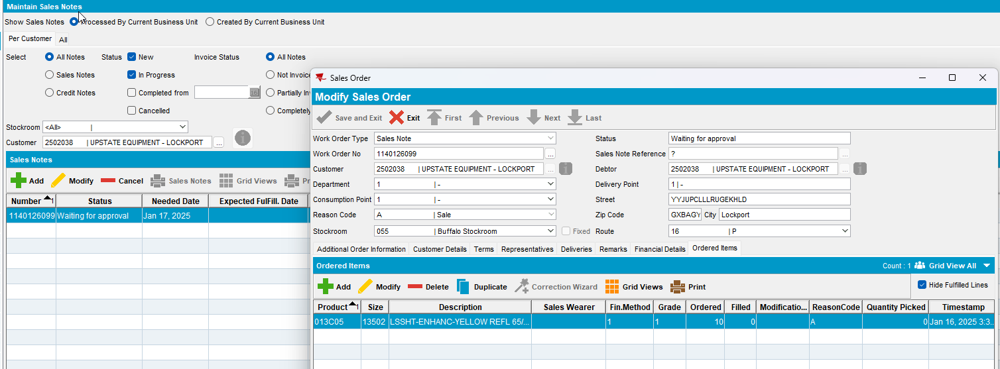 Maintain Sales Notes
Show Sales Notes Processed By Current Business Unit Created By Current Business Unit
Per Customer All
Select All Notes Status New Invoice Status All Notes
Sales Notes In Progress Not Invoice
Credit Notes Completed from 16 Partially In
Cancelled Completely
Stockroom <All> |
Customer 2502038 | UPSTATE EQUIPMENT - LOCKPORT ...
Sales Notes
Add Modify Cancel Sales Notes Grid Views Pr
Number 1 Status Needed Date Expected FulFill. Date
1140126099 Waiting for approval Jan 17, 2025
Sales Order
Modify Sales Order
Save and Exit Exit First Previous Next Last
Work Order Type Sales Note Status Waiting for approval
Work Order No 1140126099 ... Sales Note Reference ? ...
Customer 2502038 | UPSTATE EQUIPMENT - LOCKPORT ... Debtor 2502038 | UPSTATE EQUIPMENT - LOCKPORT ...
Department 1 | - Delivery Point 1 | -
Consumption Point 1 | - Street YYJUPCLLLRUGEKHLD
Reason Code A | Sale Zip Code GXBAGY City Lockport
Stockroom 055 | Buffalo Stockroom Fixed Route 16 | P
Additional Order Information Customer Details Terms Representatives Deliveries Remarks Financial Details Ordered Items
Ordered Items Count : 1 Grid View All
Add Modify Delete Duplicate Correction Wizard Grid Views Print Hide Fulfilled Lines
Product 1 Size Description Sales Wearer Fin.Method Grade Ordered Filled Modificatio... ReasonCode Quantity Picked Timestamp
013C05 13502 LSSHT-ENHANC-YELLOW REFL 65/... 1 1 10 0 A 0 Jan 16, 2025 3:3...